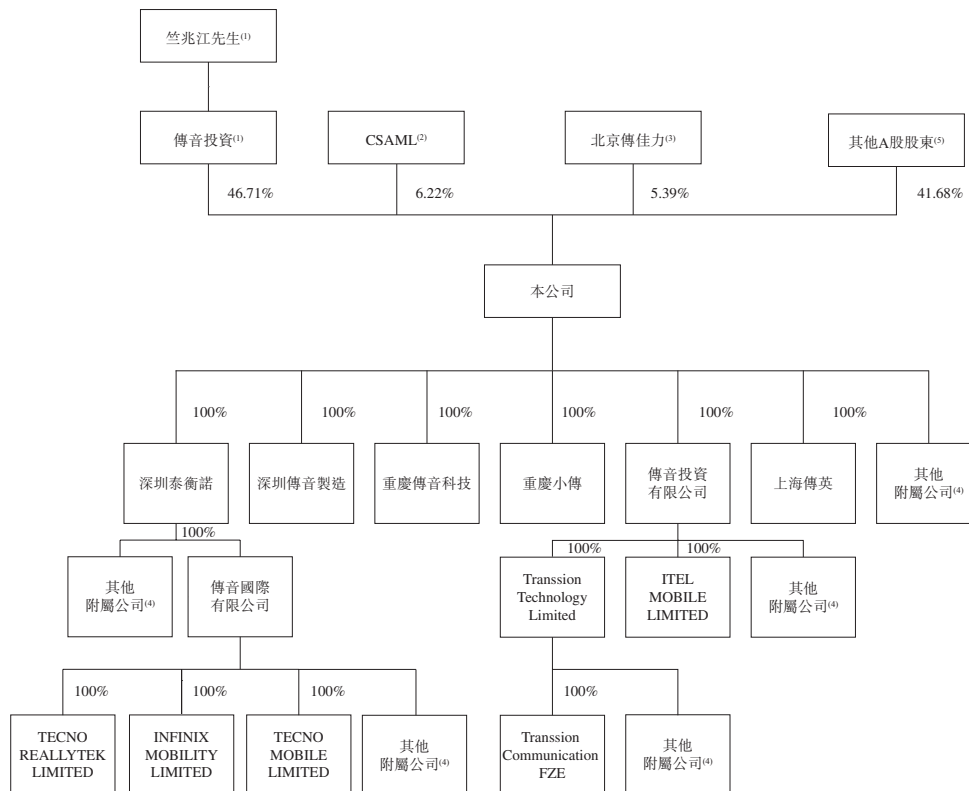 竺兆江先生(1)
傳音投資(1)
CSAML(2)
北京傳佳力(3)
其他A股股東(5)
46.71%
6.22%
5.39%
41.68%
本公司
100%
100%
100%
100%
100%
100%
深圳泰衡諾
深圳傳音製造
重慶傳音科技
重慶小傳
傳音投資
有限公司
上海傳英
其他
附屬公司(4)
100%
100%
100%
其他
附屬公司(4)
傳音國際
有限公司
Transsion
Technology
Limited
ITEL
MOBILE
LIMITED
其他
附屬公司(4)
100%
100%
100%
100%
TECNO
REALLYTEK
LIMITED
INFINIX
MOBILITY
LIMITED
TECNO
MOBILE
LIMITED
其他
附屬公司(4)
Transsion
Communication
FZE
其他
附屬公司(4)